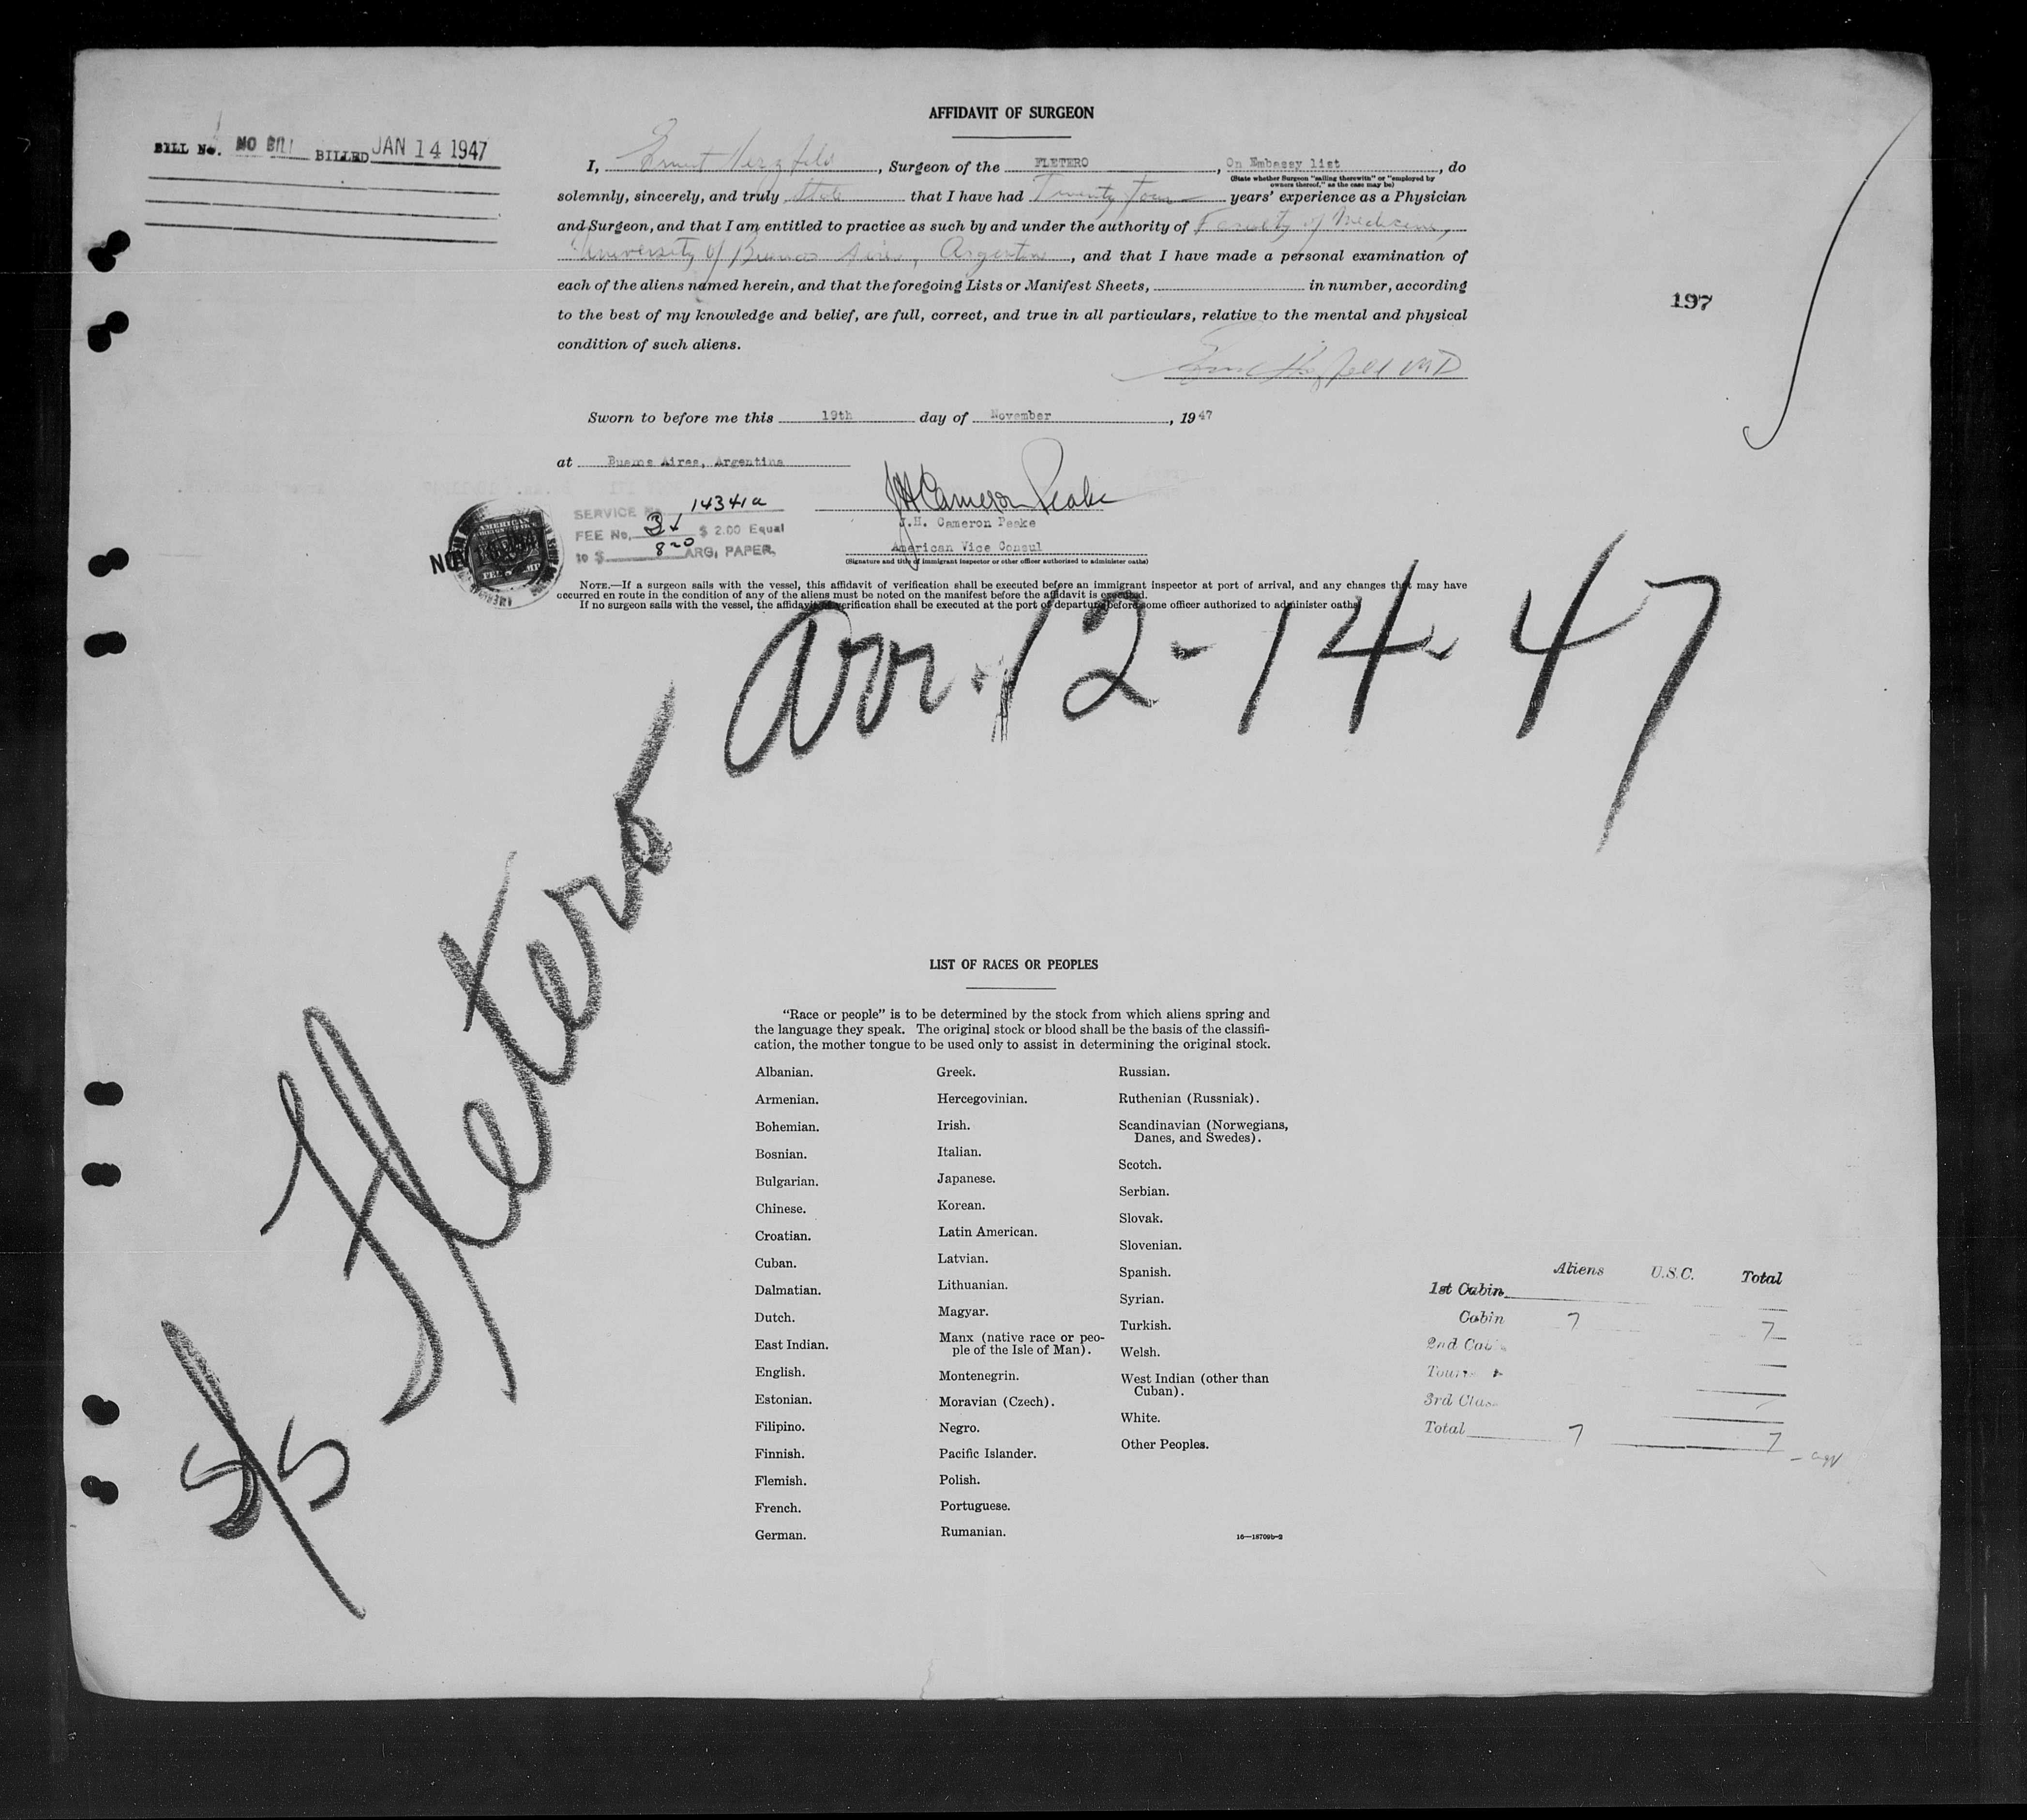 AFFIDAVIT OF SURGEON
BILL No. NO BILL BILLED JAN 14 1947
I, Ernest Herzfeld, Surgeon of the FLETERO, On Embassy list, do
(State whether Surgeon "sailing therewith" or "employed by
owners thereof," as the case may be)
solemnly, sincerely, and truly state that I have had Twenty four years' experience as a Physician
and Surgeon, and that I am entitled to practice as such by and under the authority of Faculty of Medicine,
University of Buenos Aires, Argentina, and that I have made a personal examination of
each of the aliens named herein, and that the foregoing Lists or Manifest Sheets, in number, according
to the best of my knowledge and belief, are full, correct, and true in all particulars, relative to the mental and physical
condition of such aliens.
197
Ernest Herzfeld MD
Sworn to before me this 19th day of November, 1947
at Buenos Aires, Argentina
SERVICE No. 14341a
FEE No. 34 $ 2.00 Equal
to $ 8.20 ARG, PAPER.
AMERICAN
NOV
JH Cameron Peake
J.H. Cameron Peake
American Vice Consul
(Signature and title of immigrant inspector or other officer authorized to administer oaths)
NOTE.—If a surgeon sails with the vessel, this affidavit of verification shall be executed before an immigrant inspector at port of arrival, and any changes that may have
occurred en route in the condition of any of the aliens must be noted on the manifest before the affidavit is executed.
If no surgeon sails with the vessel, the affidavit of verification shall be executed at the port of departure before some officer authorized to administer oaths.
S/S Fletero arr. 12-14-47
LIST OF RACES OR PEOPLES
"Race or people" is to be determined by the stock from which aliens spring and
the language they speak. The original stock or blood shall be the basis of the classifi-
cation, the mother tongue to be used only to assist in determining the original stock.
Albanian.
Armenian.
Bohemian.
Bosnian.
Bulgarian.
Chinese.
Croatian.
Cuban.
Dalmatian.
Dutch.
East Indian.
English.
Estonian.
Filipino.
Finnish.
Flemish.
French.
German.
Greek.
Hercegovinian.
Irish.
Italian.
Japanese.
Korean.
Latin American.
Latvian.
Lithuanian.
Magyar.
Manx (native race or peo-
ple of the Isle of Man).
Montenegrin.
Moravian (Czech).
Negro.
Pacific Islander.
Polish.
Portuguese.
Rumanian.
Russian.
Ruthenian (Russniak).
Scandinavian (Norwegians,
Danes, and Swedes).
Scotch.
Serbian.
Slovak.
Slovenian.
Spanish.
Syrian.
Turkish.
Welsh.
West Indian (other than
Cuban).
White.
Other Peoples.
16—18709b-2
Aliens U.S.C. Total
1st Cabin
Cabin 7 7
2nd Cabin
Tourist
3rd Class
Total 7 7